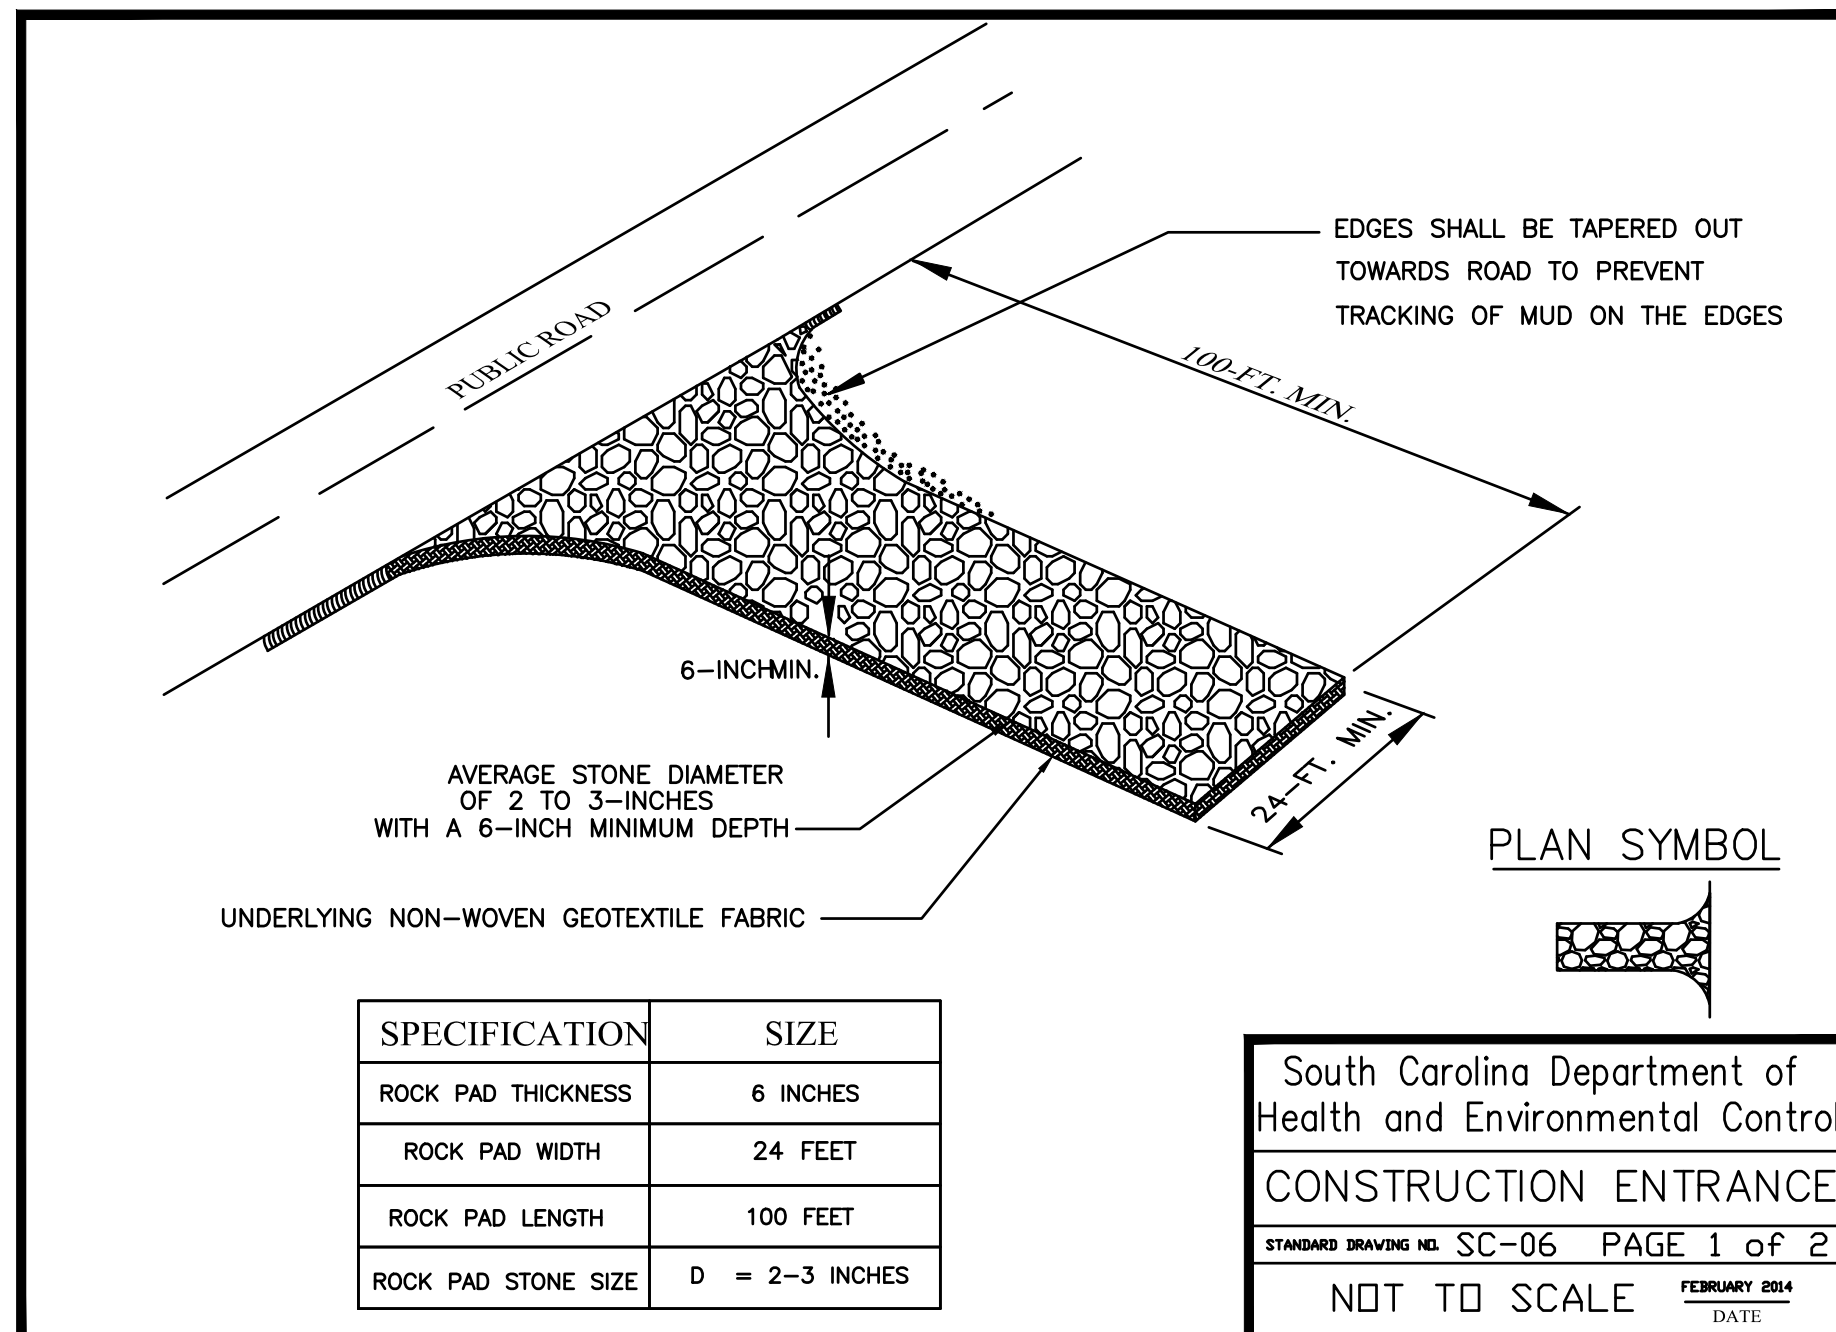 EDGES SHALL BE TAPERED OUT
TOWARDS ROAD TO PREVENT
TRACKING OF MUD ON THE EDGES
PUBLIC ROAD
100-FT. MIN.
6-INCHMIN.
24-FT. MIN.
AVERAGE STONE DIAMETER
OF 2 TO 3-INCHES
WITH A 6-INCH MINIMUM DEPTH
UNDERLYING NON-WOVEN GEOTEXTILE FABRIC
PLAN SYMBOL
SPECIFICATION SIZE
ROCK PAD THICKNESS 6 INCHES
ROCK PAD WIDTH 24 FEET
ROCK PAD LENGTH 100 FEET
ROCK PAD STONE SIZE D = 2-3 INCHES
South Carolina Department of
Health and Environmental Control
CONSTRUCTION ENTRANCE
STANDARD DRAWING NO. SC-06 PAGE 1 of 2
NOT TO SCALE FEBRUARY 2014
DATE